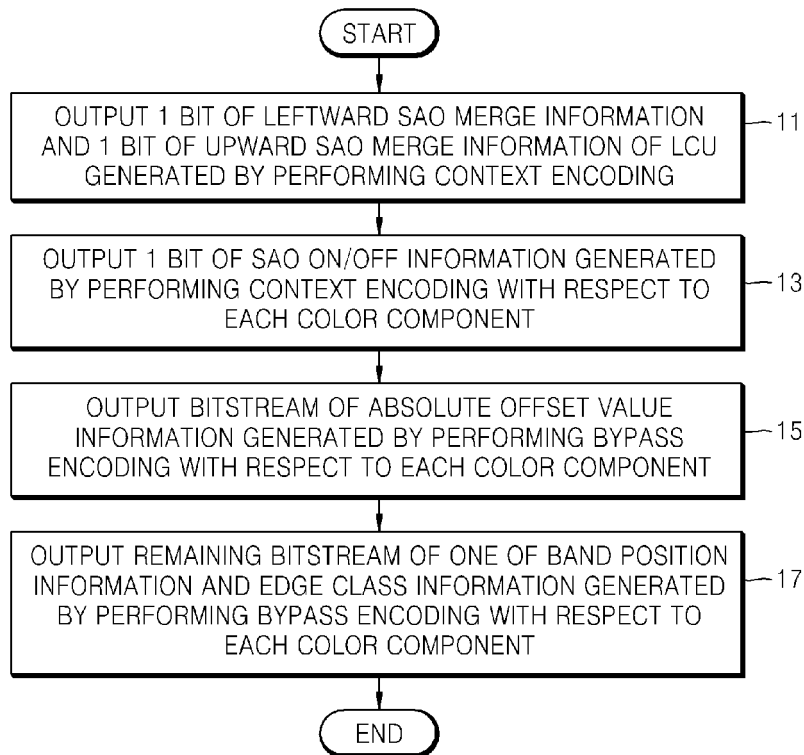 START
OUTPUT 1 BIT OF LEFTWARD SAO MERGE INFORMATION
AND 1 BIT OF UPWARD SAO MERGE INFORMATION OF LCU
GENERATED BY PERFORMING CONTEXT ENCODING
11
OUTPUT 1 BIT OF SAO ON/OFF INFORMATION GENERATED
BY PERFORMING CONTEXT ENCODING WITH RESPECT TO
EACH COLOR COMPONENT
13
OUTPUT BITSTREAM OF ABSOLUTE OFFSET VALUE
INFORMATION GENERATED BY PERFORMING BYPASS
ENCODING WITH RESPECT TO EACH COLOR COMPONENT
15
OUTPUT REMAINING BITSTREAM OF ONE OF BAND POSITION
INFORMATION AND EDGE CLASS INFORMATION GENERATED
BY PERFORMING BYPASS ENCODING WITH RESPECT TO
EACH COLOR COMPONENT
17
END